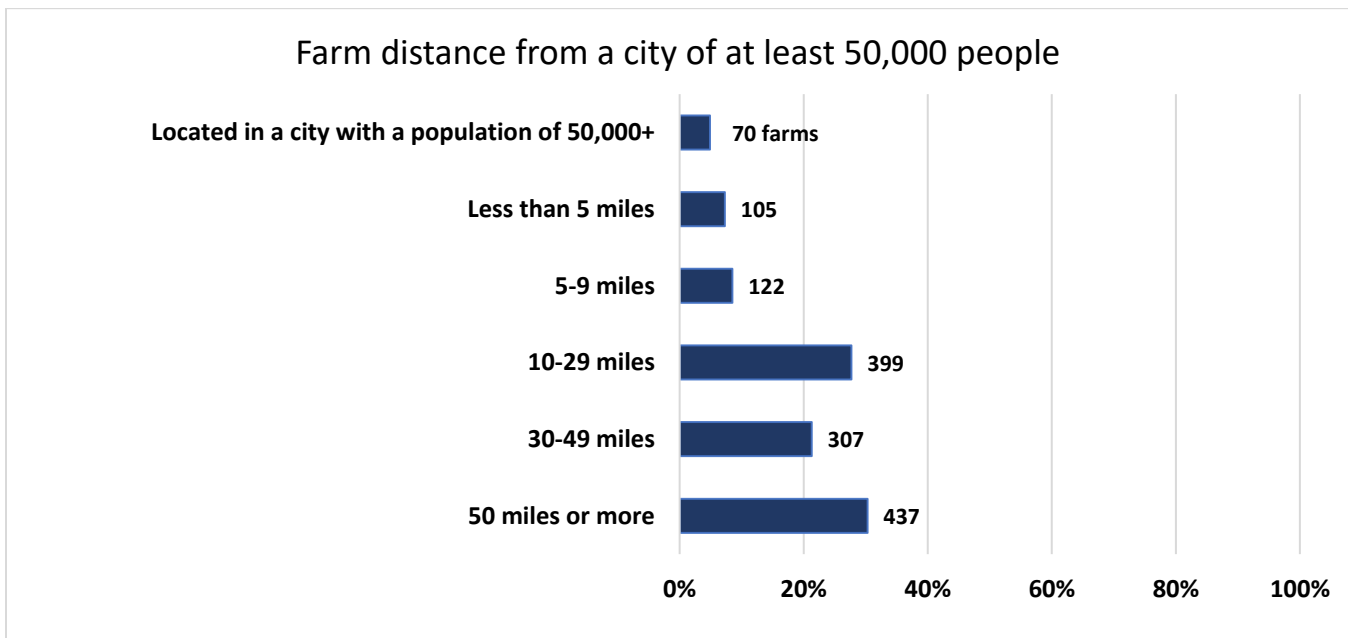 Farm distance from a city of at least 50,000 people
Located in a city with a population of 50,000+
70 farms
Less than 5 miles
105
5-9 miles
122
10-29 miles
399
30-49 miles
307
50 miles or more
437
0% 20% 40% 60% 80% 100%